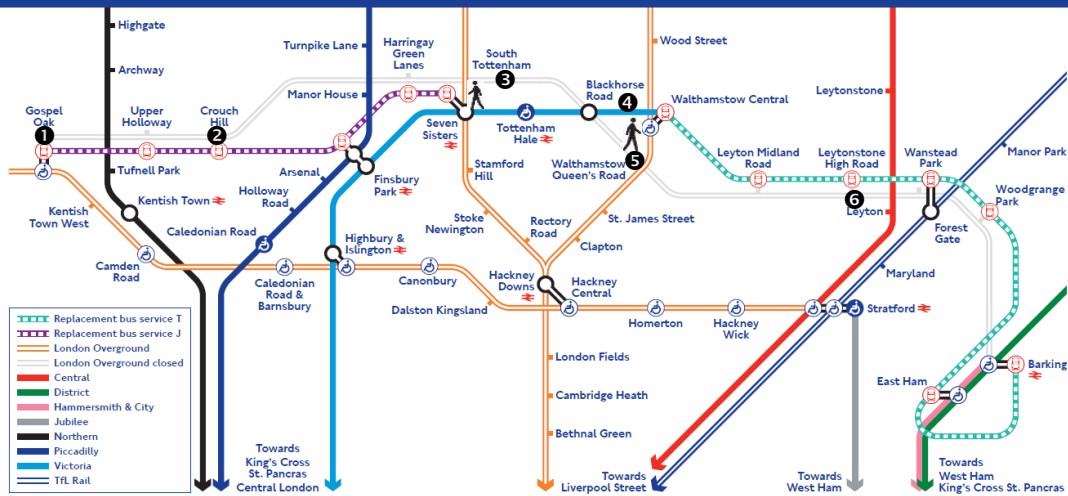 Highgate
Archway
Gospel
Oak
1
Upper
Holloway
Crouch
Hill
2
Tufnell Park
Kentish
Town West
Kentish Town
Camden
Road
Turnpike Lane
Manor House
Harringay
Green
Lanes
South
Tottenham
3
Arsenal
Holloway
Road
Caledonian Road
Finsbury
Park
Highbury &
Islington
Caledonian
Road &
Barnsbury
Canonbury
Dalston Kingsland
Seven
Sisters
Tottenham
Hale
Stamford
Hill
Stoke
Newington
Rectory
Road
Hackney
Downs
Hackney
Central
Wood Street
Blackhorse
Road
4
Walthamstow Central
5
Walthamstow
Queen's Road
St. James Street
Clapton
Homerton
Hackney
Wick
Stratford
London Fields
Cambridge Heath
Bethnal Green
Leytonstone
Leyton Midland
Road
Leytonstone
High Road
Wanstead
Park
Manor Park
6
Leyton
Woodgrange
Park
Forest
Gate
Maryland
East Ham
Barking
Replacement bus service T
Replacement bus service J
London Overground
London Overground closed
Central
District
Hammersmith & City
Jubilee
Northern
Piccadilly
Victoria
TfL Rail
Towards
King's Cross
St. Pancras
Central London
Towards
Liverpool Street
Towards
West Ham
Towards
West Ham
King's Cross St. Pancras